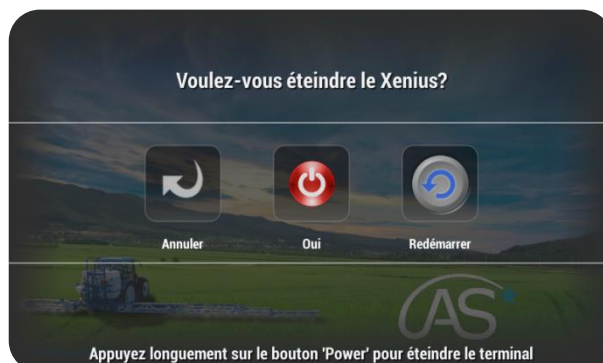 Voulez-vous éteindre le Xenius?
Annuler Oui Redémarrer
AS
Appuyez longuement sur le bouton 'Power' pour éteindre le terminal